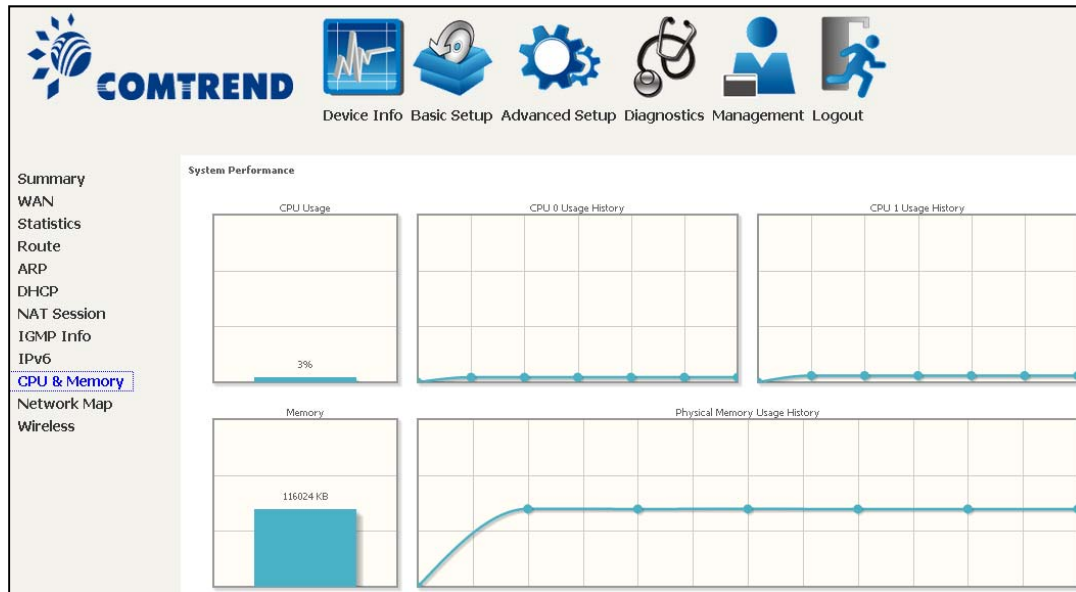 COMTREND
Device Info Basic Setup Advanced Setup Diagnostics Management Logout
Summary
WAN
Statistics
Route
ARP
DHCP
NAT Session
IGMP Info
IPv6
CPU & Memory
Network Map
Wireless
System Performance
CPU Usage
CPU 0 Usage History
CPU 1 Usage History
3%
Memory
Physical Memory Usage History
116024 KB